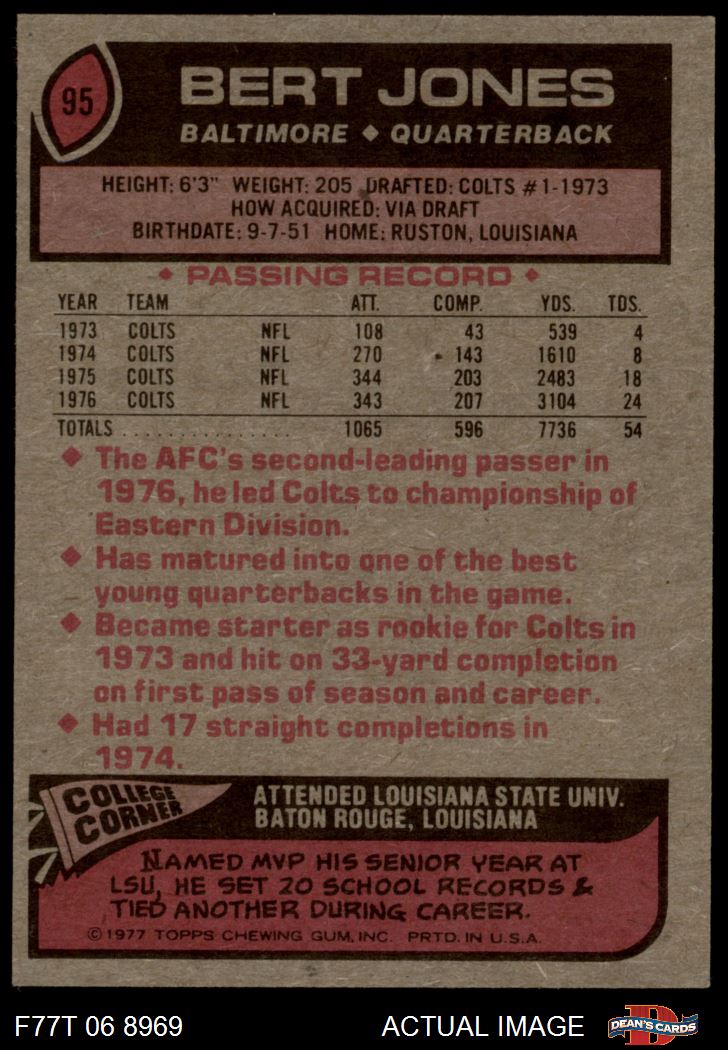 95
BERT JONES
BALTIMORE ◆ QUARTERBACK
HEIGHT: 6'3" WEIGHT: 205 DRAFTED: COLTS #1-1973
HOW ACQUIRED: VIA DRAFT
BIRTHDATE: 9-7-51 HOME: RUSTON, LOUISIANA
◆ PASSING RECORD ◆
YEAR TEAM ATT. COMP. YDS. TDS.
1973 COLTS NFL 108 43 539 4
1974 COLTS NFL 270 143 1610 8
1975 COLTS NFL 344 203 2483 18
1976 COLTS NFL 343 207 3104 24
TOTALS . . . . . . . . . . . . . . . . 1065 596 7736 54
◆ The AFC's second-leading passer in
1976, he led Colts to championship of
Eastern Division.
◆ Has matured into one of the best
young quarterbacks in the game.
◆ Became starter as rookie for Colts in
1973 and hit on 33-yard completion
on first pass of season and career.
◆ Had 17 straight completions in
1974.
COLLEGE
CORNER
ATTENDED LOUISIANA STATE UNIV.
BATON ROUGE, LOUISIANA
NAMED MVP HIS SENIOR YEAR AT
LSU, HE SET 20 SCHOOL RECORDS &
TIED ANOTHER DURING CAREER.
© 1977 TOPPS CHEWING GUM, INC. PRTD. IN U.S.A.
F77T 06 8969 ACTUAL IMAGE
D
DEAN'S CARDS